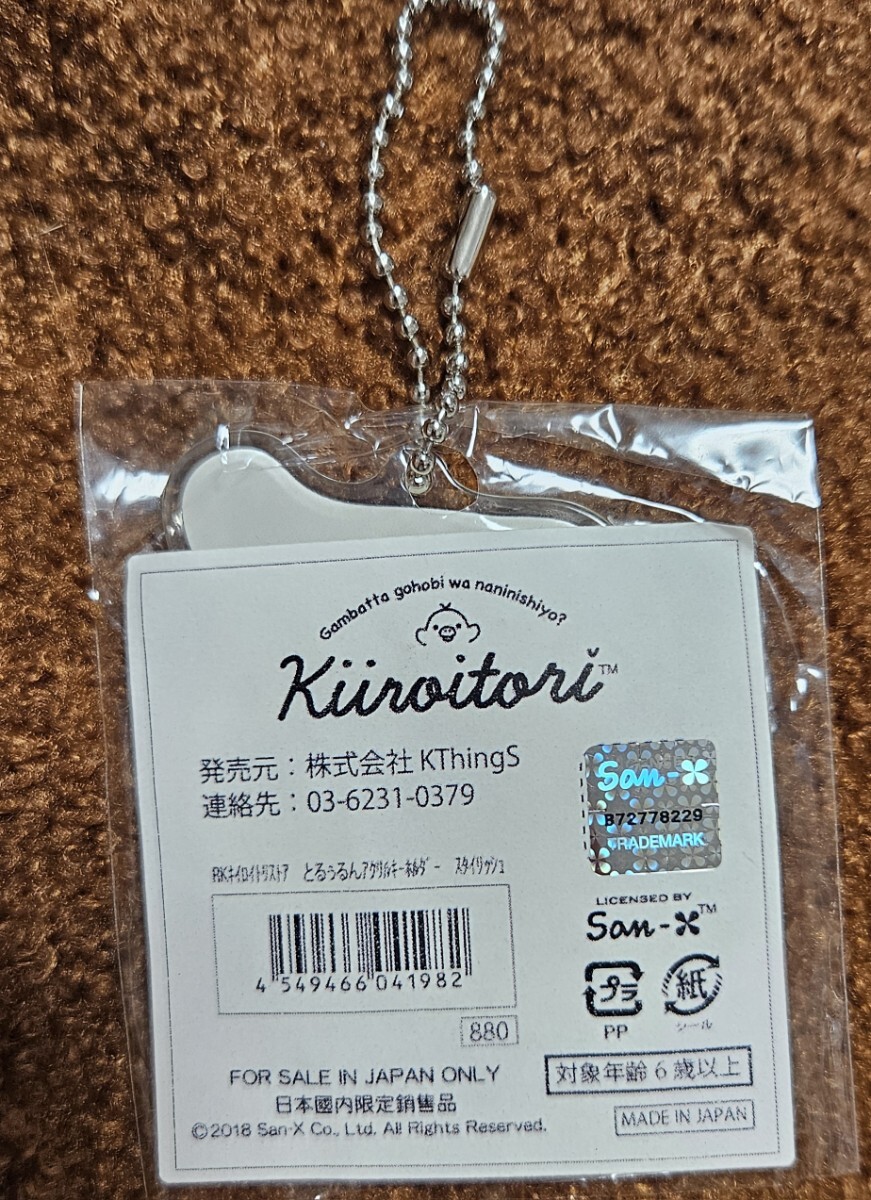 Gambatta gohobi wa naninishiyo?
Kiiroitori™
発売元：株式会社 KThingS
連絡先：03-6231-0379
San-X
B72778229
TRADEMARK
RKｷｲﾛｲﾄﾘｽﾄｱ とるぅるんｱｸﾘﾙｷｰﾎﾙﾀﾞｰ ｽﾀｲﾘｯｼｭ
LICENSED BY
San-X™
4 549466 041982
プラ
PP
紙
シール
880
FOR SALE IN JAPAN ONLY
日本國内限定銷售品
対象年齢6歳以上
©2018 San-X Co., Ltd. All Rights Reserved.
MADE IN JAPAN